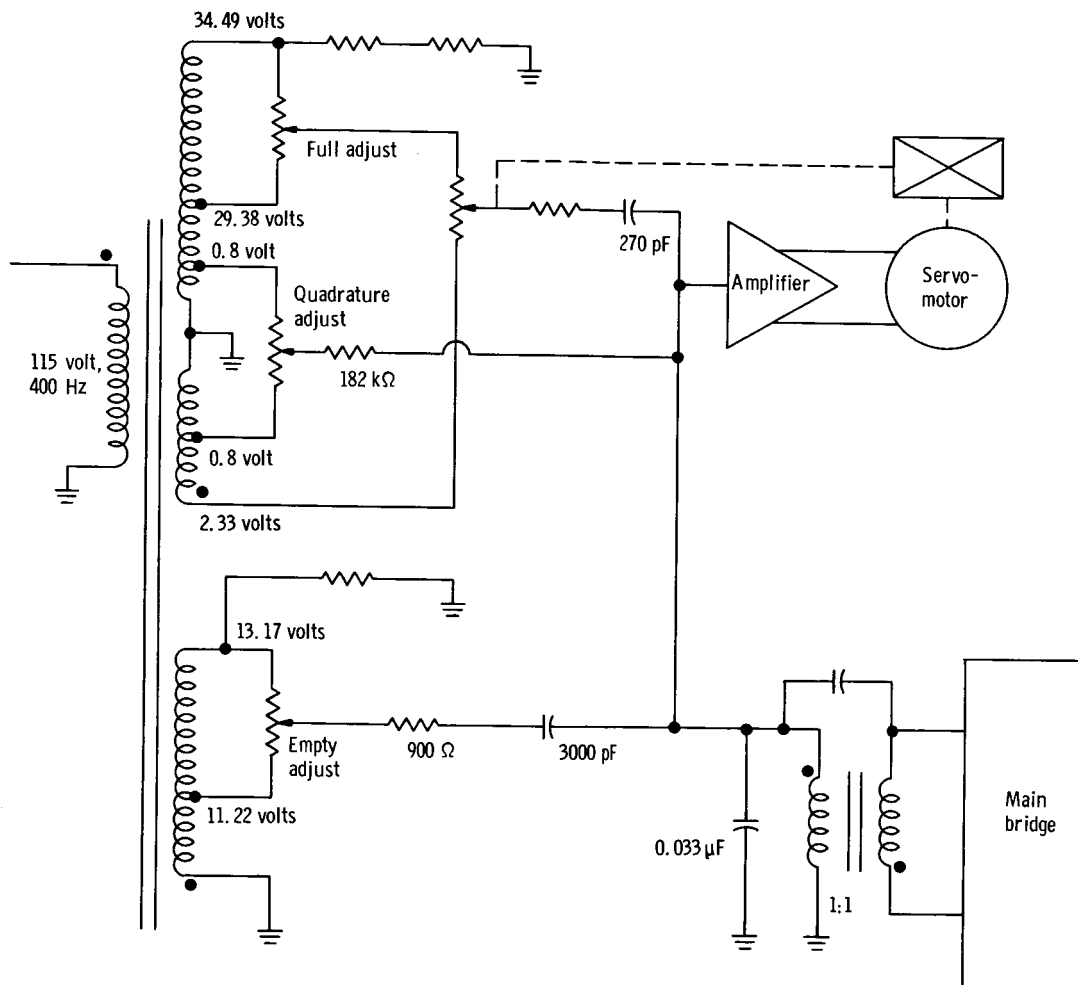 34.49 volts
Full adjust
29.38 volts
0.8 volt
270 pF
Amplifier
Servo-
motor
Quadrature
adjust
115 volt,
400 Hz
182 kΩ
0.8 volt
2.33 volts
13.17 volts
Empty
adjust
900 Ω
3000 pF
11.22 volts
0.033 μF
1:1
Main
bridge